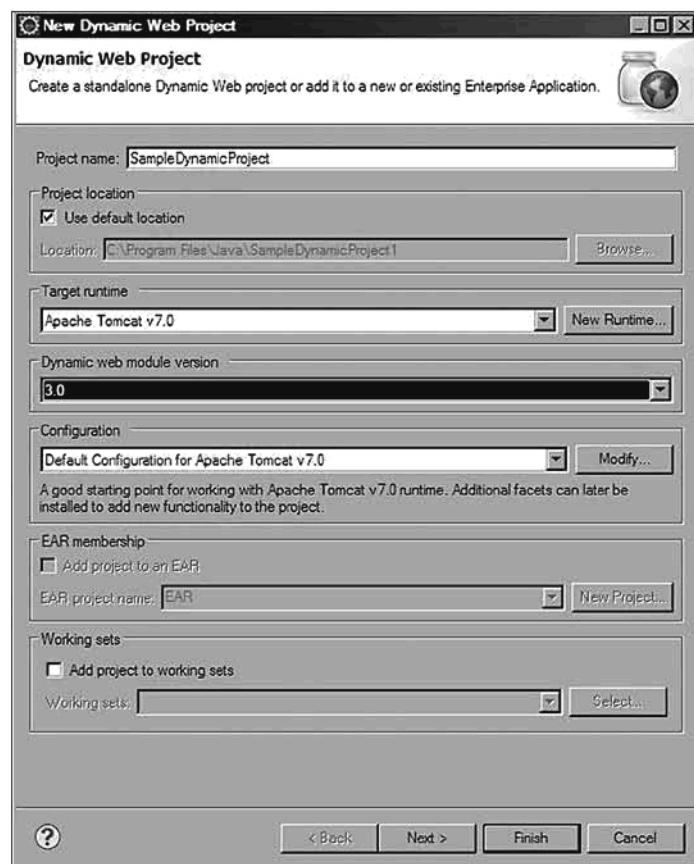 New Dynamic Web Project
Dynamic Web Project
Create a standalone Dynamic Web project or add it to a new or existing Enterprise Application.
Project name: SampleDynamicProject
Project location
Use default location
Location: C:\Program Files\Java\SampleDynamicProject1 Browse...
Target runtime
Apache Tomcat v7.0 New Runtime...
Dynamic web module version
3.0
Configuration
Default Configuration for Apache Tomcat v7.0 Modify...
A good starting point for working with Apache Tomcat v7.0 runtime. Additional facets can later be
installed to add new functionality to the project.
EAR membership
Add project to an EAR
EAR project name: EAR New Project...
Working sets
Add project to working sets
Working sets: Select...
? < Back Next > Finish Cancel